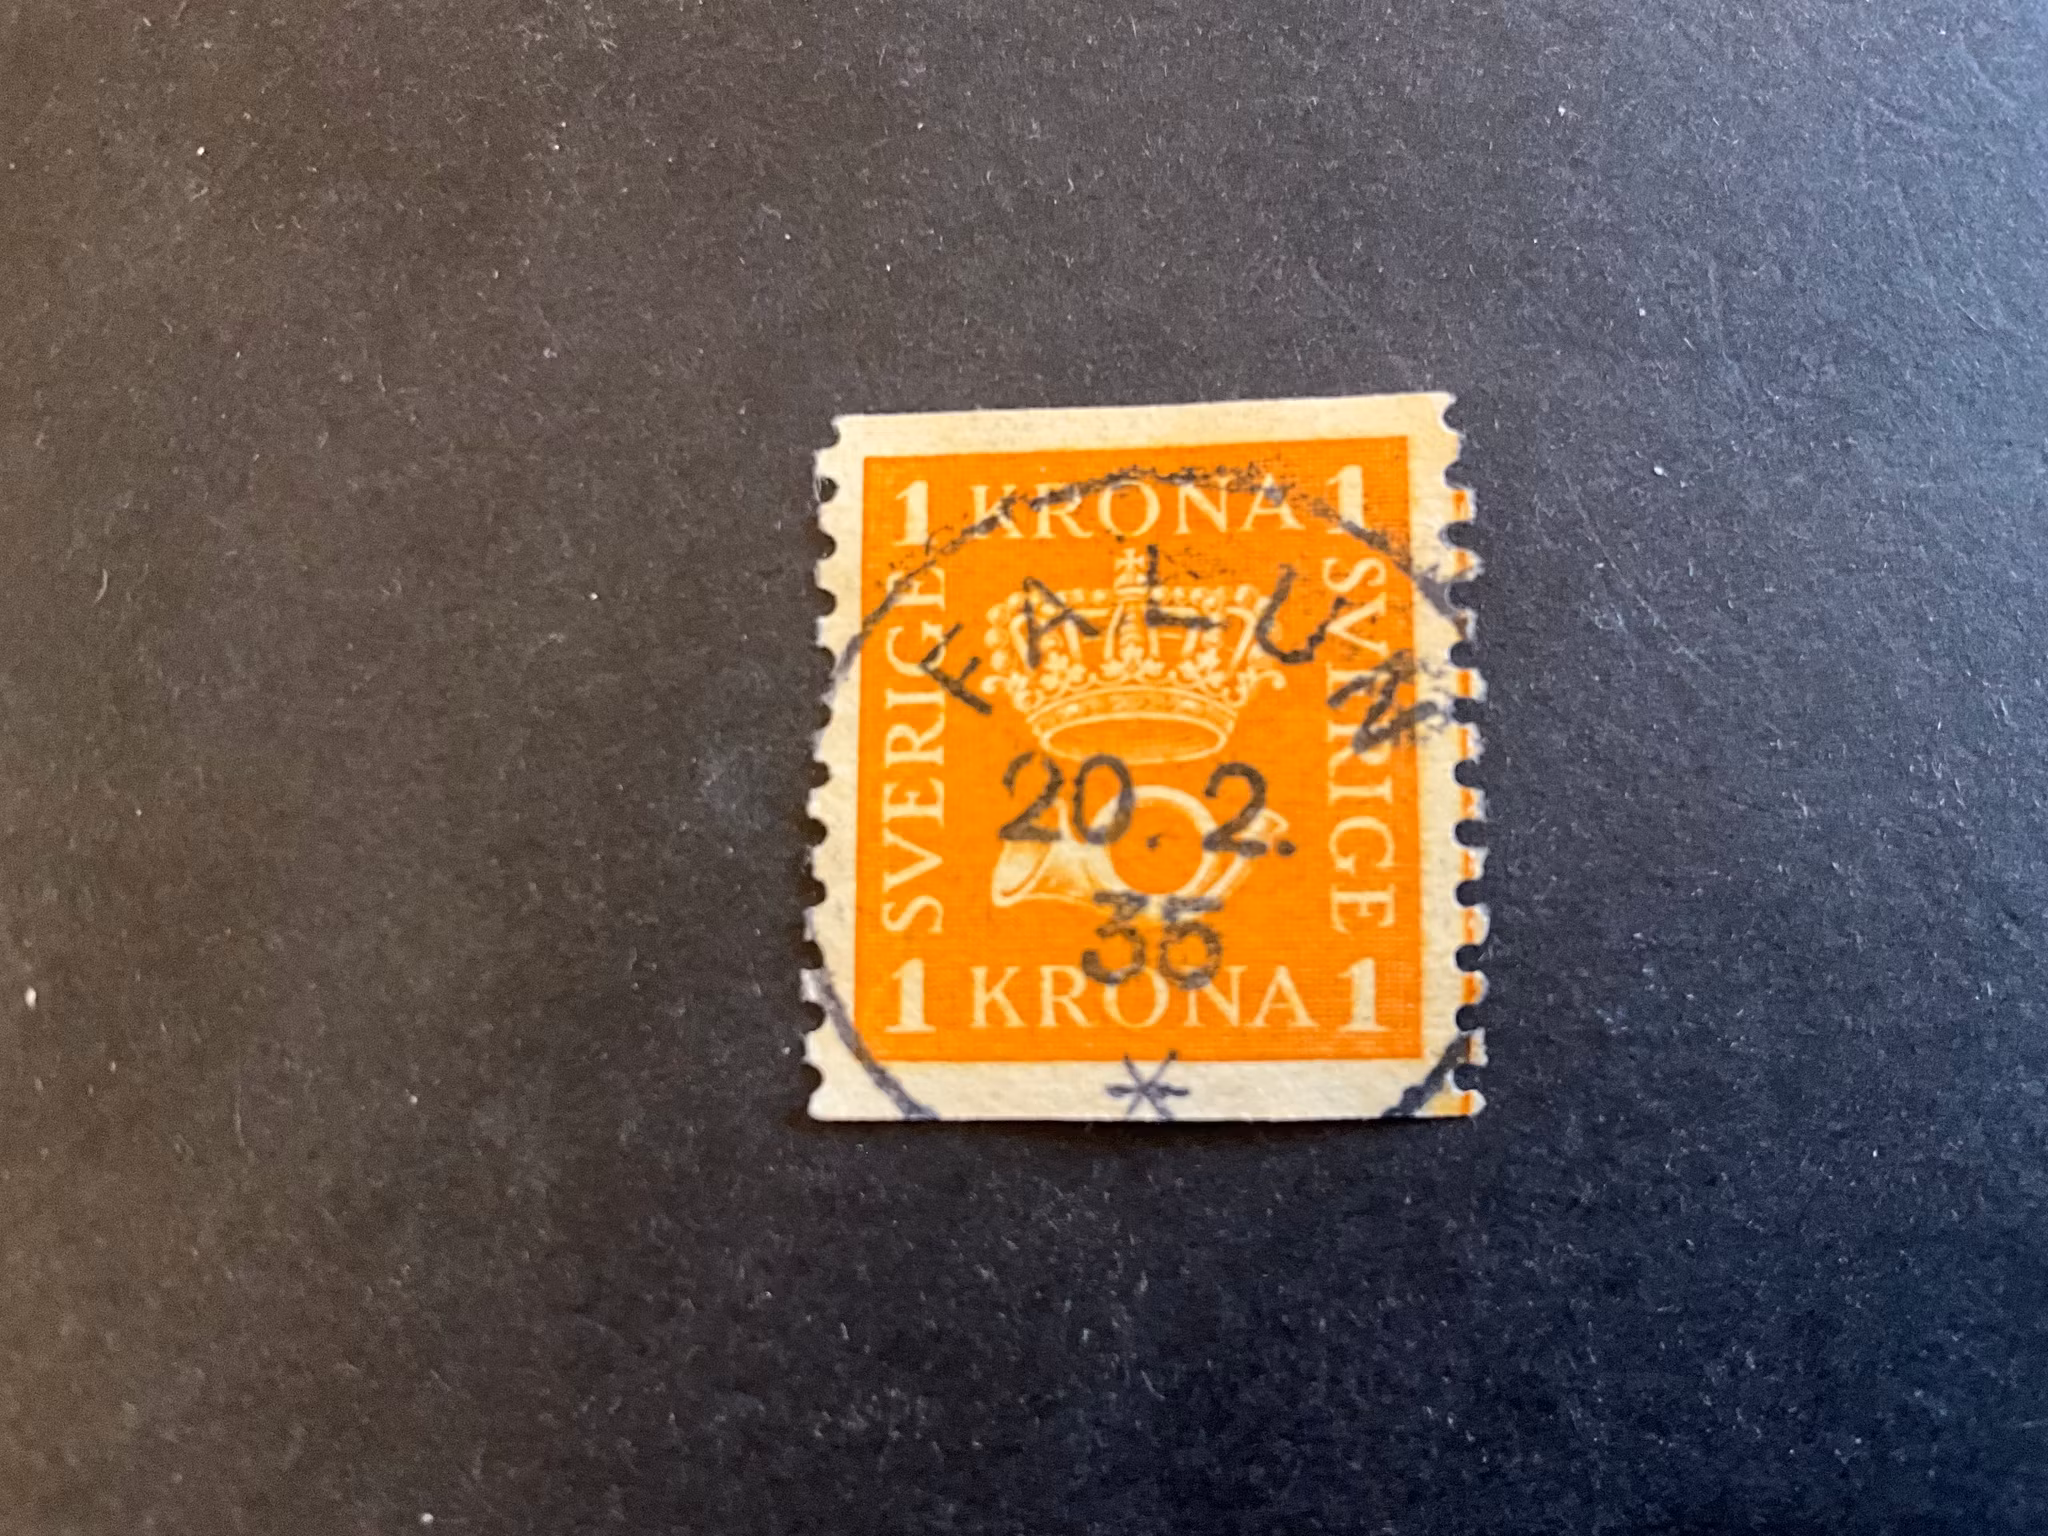 1 KRONA 1
SVERIGE
SVERIGE
FALUN
20.2.
35
1 KRONA 1